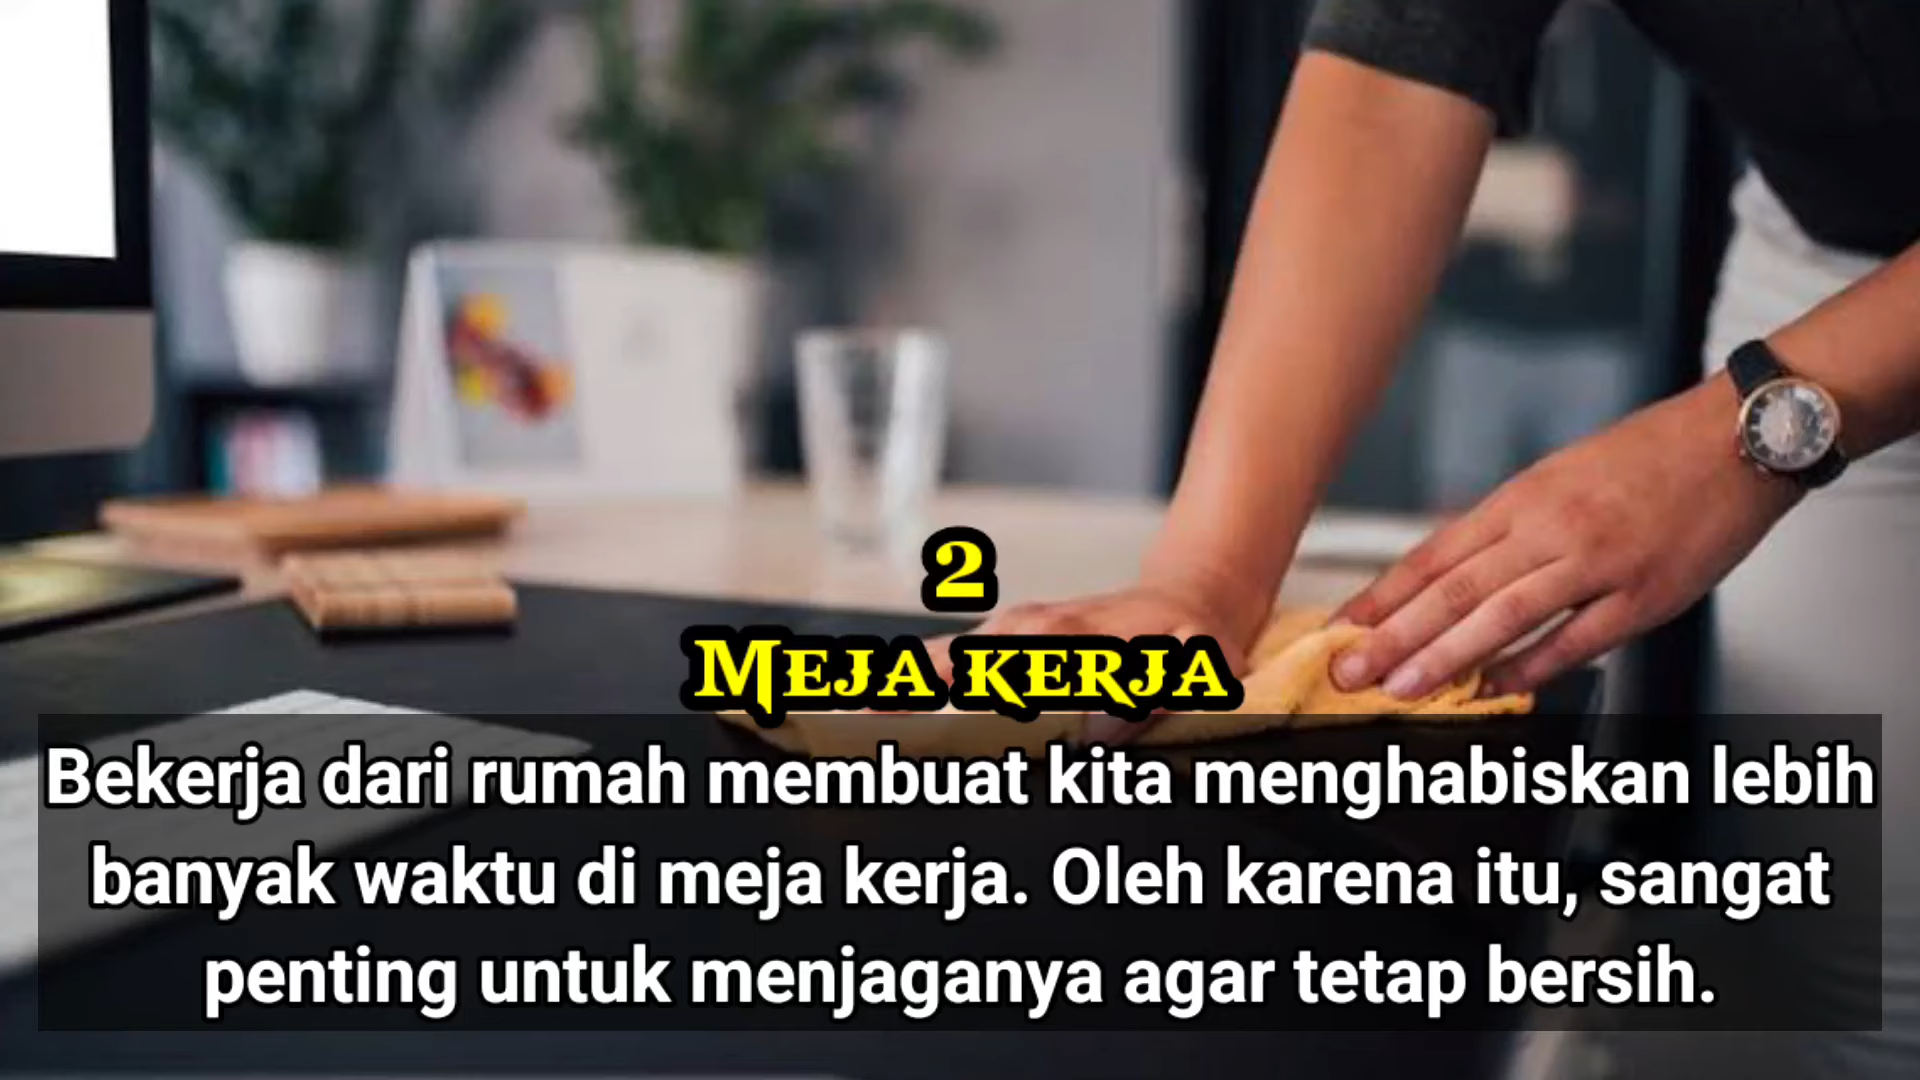 2
Meja kerja
Bekerja dari rumah membuat kita menghabiskan lebih
banyak waktu di meja kerja. Oleh karena itu, sangat
penting untuk menjaganya agar tetap bersih.